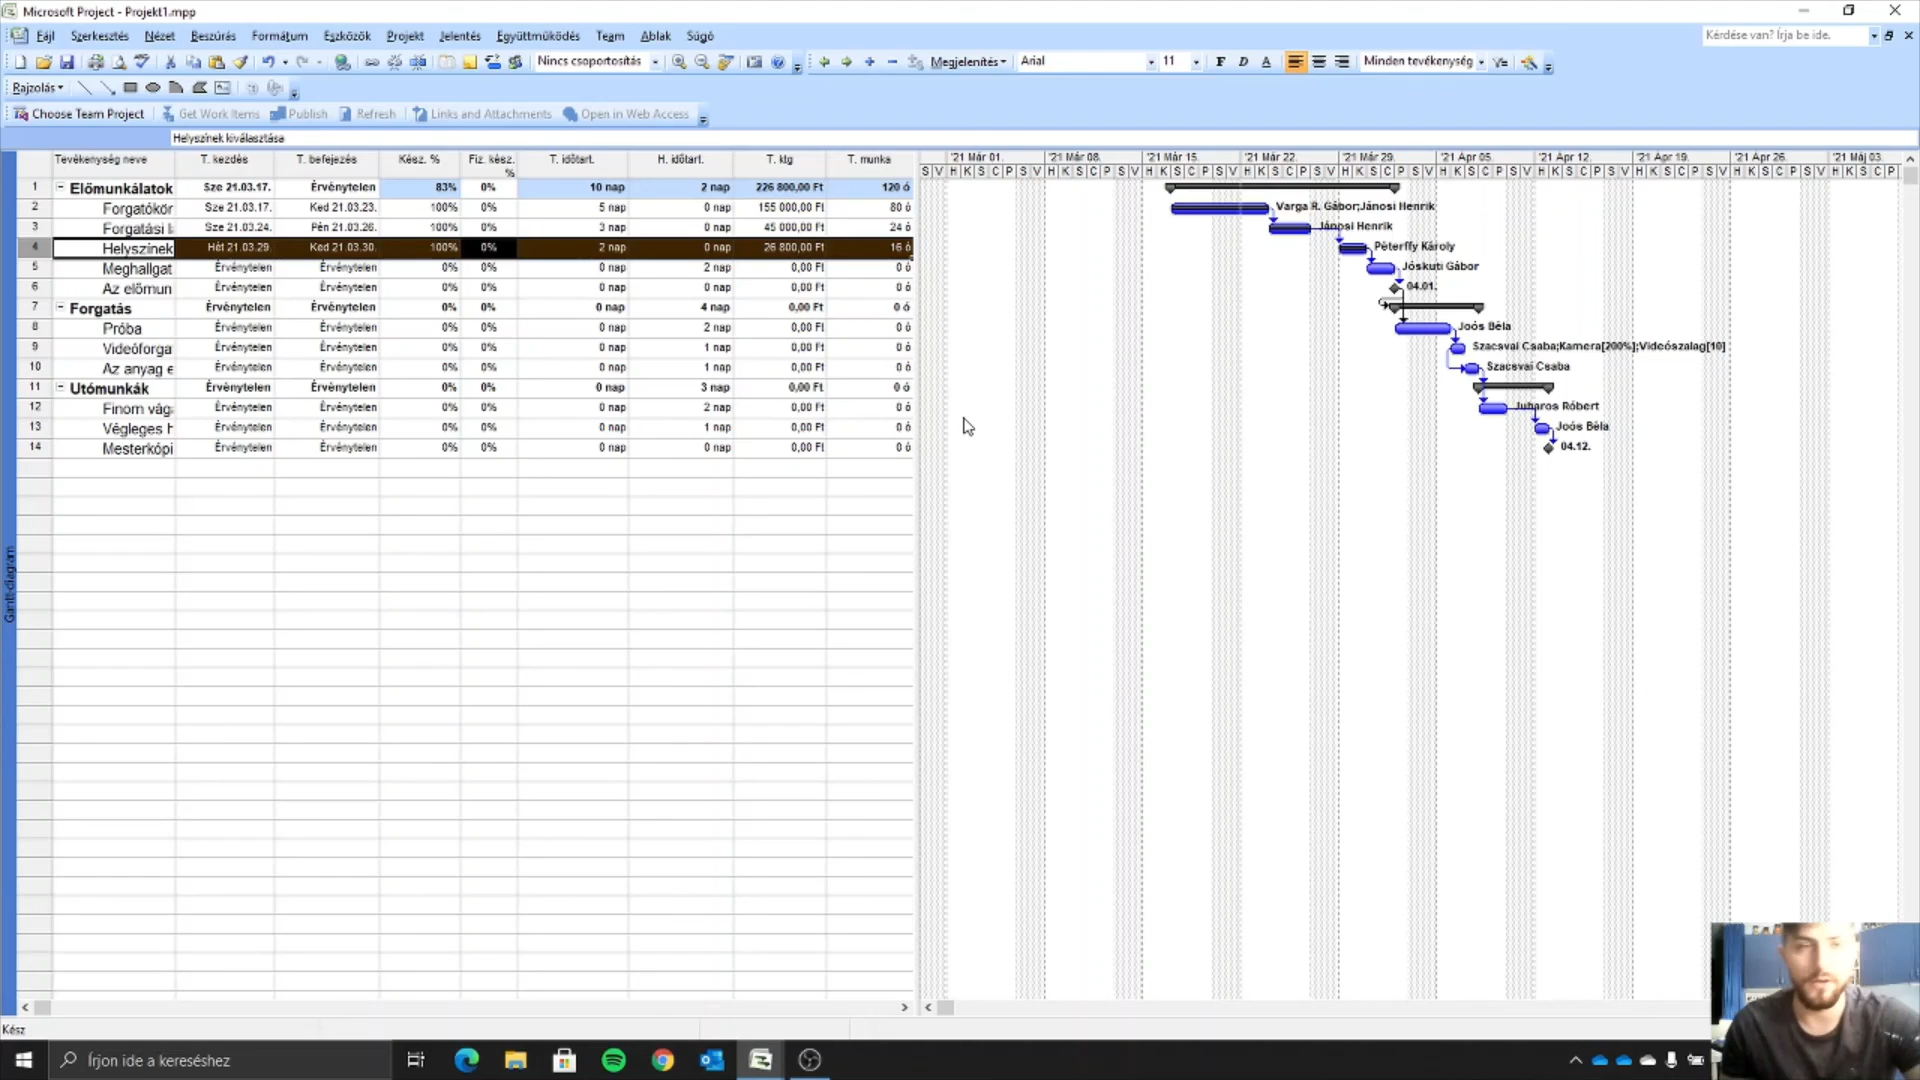 Microsoft Project - Projekt1.mpp
Fájl Szerkesztés Nézet Beszúrás Formátum Eszközök Projekt Jelentés Együttműködés Team Ablak Súgó Kérdése van? Írja be ide.
Nincs csoportosítás Megjelenítés Arial 11 F D A Minden tevékenység
Rajzolás
Choose Team Project Get Work Items Publish Refresh Links and Attachments Open in Web Access
Helyszínek kiválasztása
Tevékenység neve T. kezdés T. befejezés Kész. % Fiz. kész. % T. időtart. H. időtart. T. ktg T. munka
1 Előmunkálatok Sze 21.03.17. Érvénytelen 83% 0% 10 nap 2 nap 226 800,00 Ft 120 ó
2 Forgatókör Sze 21.03.17. Ked 21.03.23. 100% 0% 5 nap 0 nap 155 000,00 Ft 80 ó
3 Forgatási Sze 21.03.24. Pén 21.03.26. 100% 0% 3 nap 0 nap 45 000,00 Ft 24 ó
4 Helyszínek Hét 21.03.29. Ked 21.03.30. 100% 0% 2 nap 0 nap 26 800,00 Ft 16 ó
5 Meghallgat Érvénytelen Érvénytelen 0% 0% 0 nap 2 nap 0,00 Ft 0 ó
6 Az előmun Érvénytelen Érvénytelen 0% 0% 0 nap 0 nap 0,00 Ft 0 ó
7 Forgatás Érvénytelen Érvénytelen 0% 0% 0 nap 4 nap 0,00 Ft 0 ó
8 Próba Érvénytelen Érvénytelen 0% 0% 0 nap 2 nap 0,00 Ft 0 ó
9 Videóforga Érvénytelen Érvénytelen 0% 0% 0 nap 1 nap 0,00 Ft 0 ó
10 Az anyag e Érvénytelen Érvénytelen 0% 0% 0 nap 1 nap 0,00 Ft 0 ó
11 Utómunkák Érvénytelen Érvénytelen 0% 0% 0 nap 3 nap 0,00 Ft 0 ó
12 Finom vág Érvénytelen Érvénytelen 0% 0% 0 nap 2 nap 0,00 Ft 0 ó
13 Végleges h Érvénytelen Érvénytelen 0% 0% 0 nap 1 nap 0,00 Ft 0 ó
14 Mesterkópi Érvénytelen Érvénytelen 0% 0% 0 nap 0 nap 0,00 Ft 0 ó
'21 Már 01. '21 Már 08. '21 Már 15. '21 Már 22. '21 Már 29. '21 Ápr 05. '21 Ápr 12. '21 Ápr 19. '21 Ápr 26. '21 Máj 03.
S V H K S C P S V H K S C P S V H K S C P S V H K S C P S V H K S C P S V H K S C P S V H K S C P S V H K S C P S V H K S C P S V H K S C P
Varga R. Gábor;Jánosi Henrik
Jánosi Henrik
Péterffy Károly
Jóskuti Gábor
04.01.
Joós Béla
Szacsvai Csaba;Kamera[200%];Videószalag[10]
Szacsvai Csaba
Juharos Róbert
Joós Béla
04.12.
Gantt-diagram
Kész
Írjon ide a kereséshez